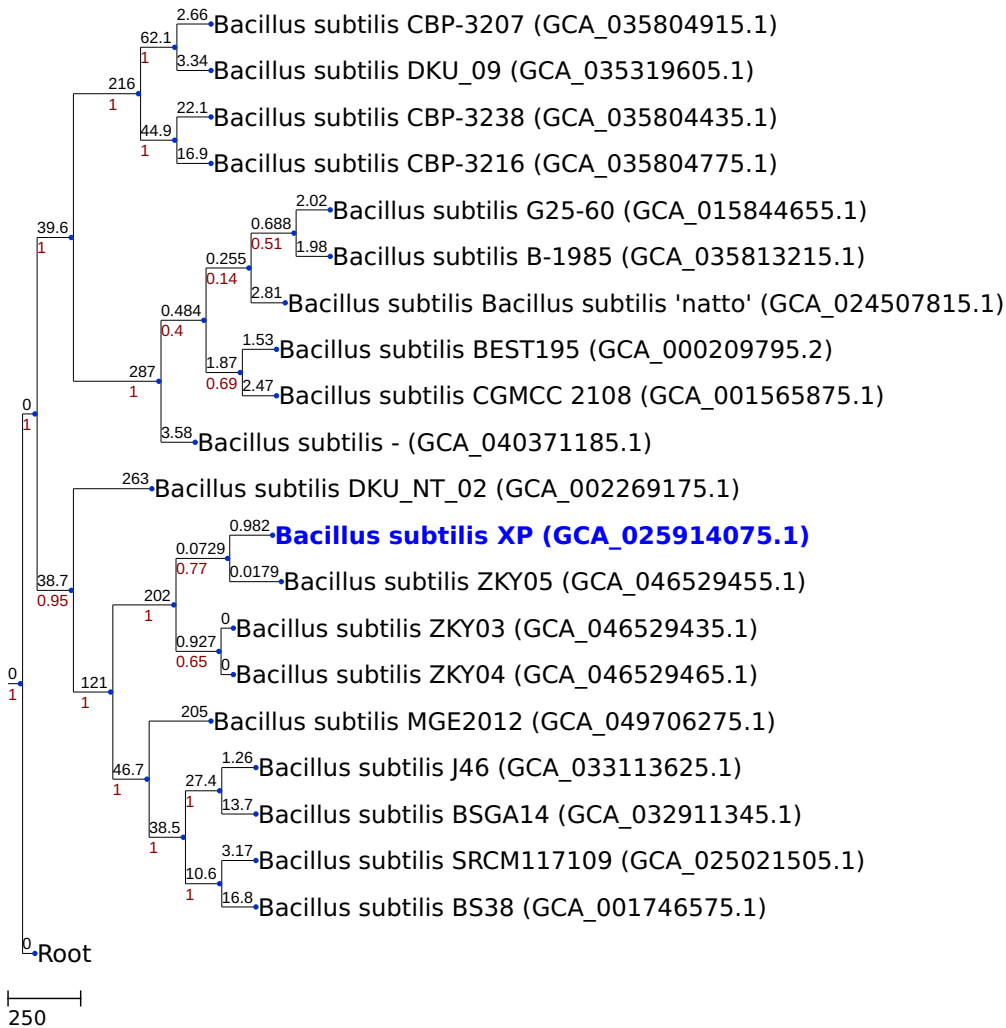 2.66
Bacillus subtilis CBP-3207 (GCA_035804915.1)
62.1
1
3.34
Bacillus subtilis DKU_09 (GCA_035319605.1)
216
1
22.1
Bacillus subtilis CBP-3238 (GCA_035804435.1)
44.9
1
16.9
Bacillus subtilis CBP-3216 (GCA_035804775.1)
39.6
1
2.02
Bacillus subtilis G25-60 (GCA_015844655.1)
0.688
0.51
1.98
Bacillus subtilis B-1985 (GCA_035813215.1)
0.255
0.14
2.81
Bacillus subtilis Bacillus subtilis 'natto' (GCA_024507815.1)
0.484
0.4
1.53
Bacillus subtilis BEST195 (GCA_000209795.2)
1.87
0.69
2.47
Bacillus subtilis CGMCC 2108 (GCA_001565875.1)
287
1
3.58
Bacillus subtilis - (GCA_040371185.1)
0
1
263
Bacillus subtilis DKU_NT_02 (GCA_002269175.1)
0.982
Bacillus subtilis XP (GCA_025914075.1)
0.0729
0.77
0.0179
Bacillus subtilis ZKY05 (GCA_046529455.1)
38.7
0.95
202
1
0
Bacillus subtilis ZKY03 (GCA_046529435.1)
0.927
0.65
0
Bacillus subtilis ZKY04 (GCA_046529465.1)
0
1
121
1
205
Bacillus subtilis MGE2012 (GCA_049706275.1)
46.7
1
1.26
Bacillus subtilis J46 (GCA_033113625.1)
27.4
1
13.7
Bacillus subtilis BSGA14 (GCA_032911345.1)
38.5
1
3.17
Bacillus subtilis SRCM117109 (GCA_025021505.1)
10.6
1
16.8
Bacillus subtilis BS38 (GCA_001746575.1)
0
Root
250